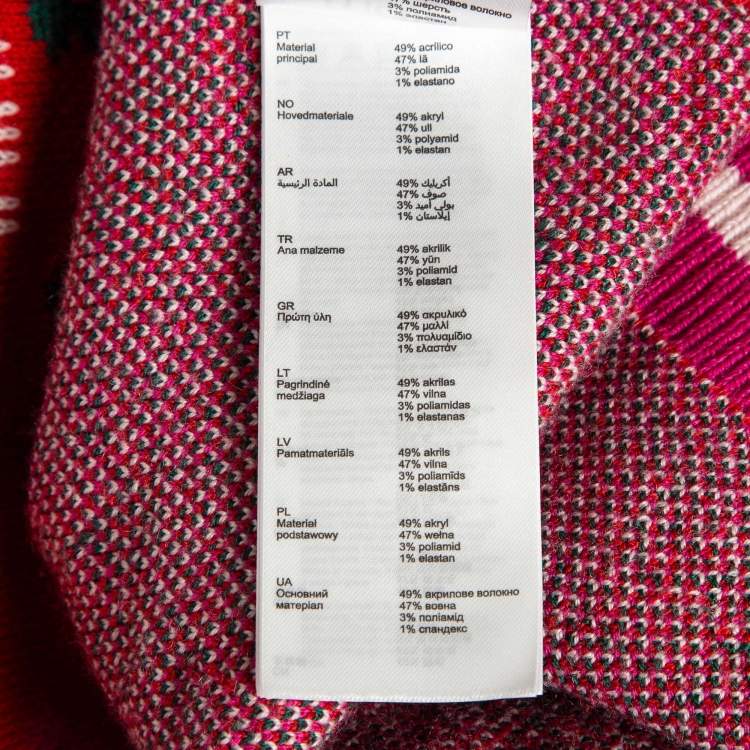 волокно
47% шерсть
3% полиамид
1% эластан
PT
Material
principal
49% acrílico
47% lã
3% poliamida
1% elastano
NO
Hovedmateriale
49% akryl
47% ull
3% polyamid
1% elastan
AR
المادة الرئيسية
49% أكريليك
47% صوف
3% بولي أميد
1% إيلاستان
TR
Ana malzeme
49% akrilik
47% yün
3% poliamid
1% elastan
GR
Πρώτη ύλη
49% ακρυλικό
47% μαλλί
3% πολυαμίδιο
1% ελαστάν
LT
Pagrindinė
medžiaga
49% akrilas
47% vilna
3% poliamidas
1% elastanas
LV
Pamatmateriāls
49% akrils
47% vilna
3% poliamīds
1% elastāns
PL
Materiał
podstawowy
49% akryl
47% wełna
3% poliamid
1% elastan
UA
Основний
матеріал
49% акрилове волокно
47% вовна
3% поліамід
1% спандекс